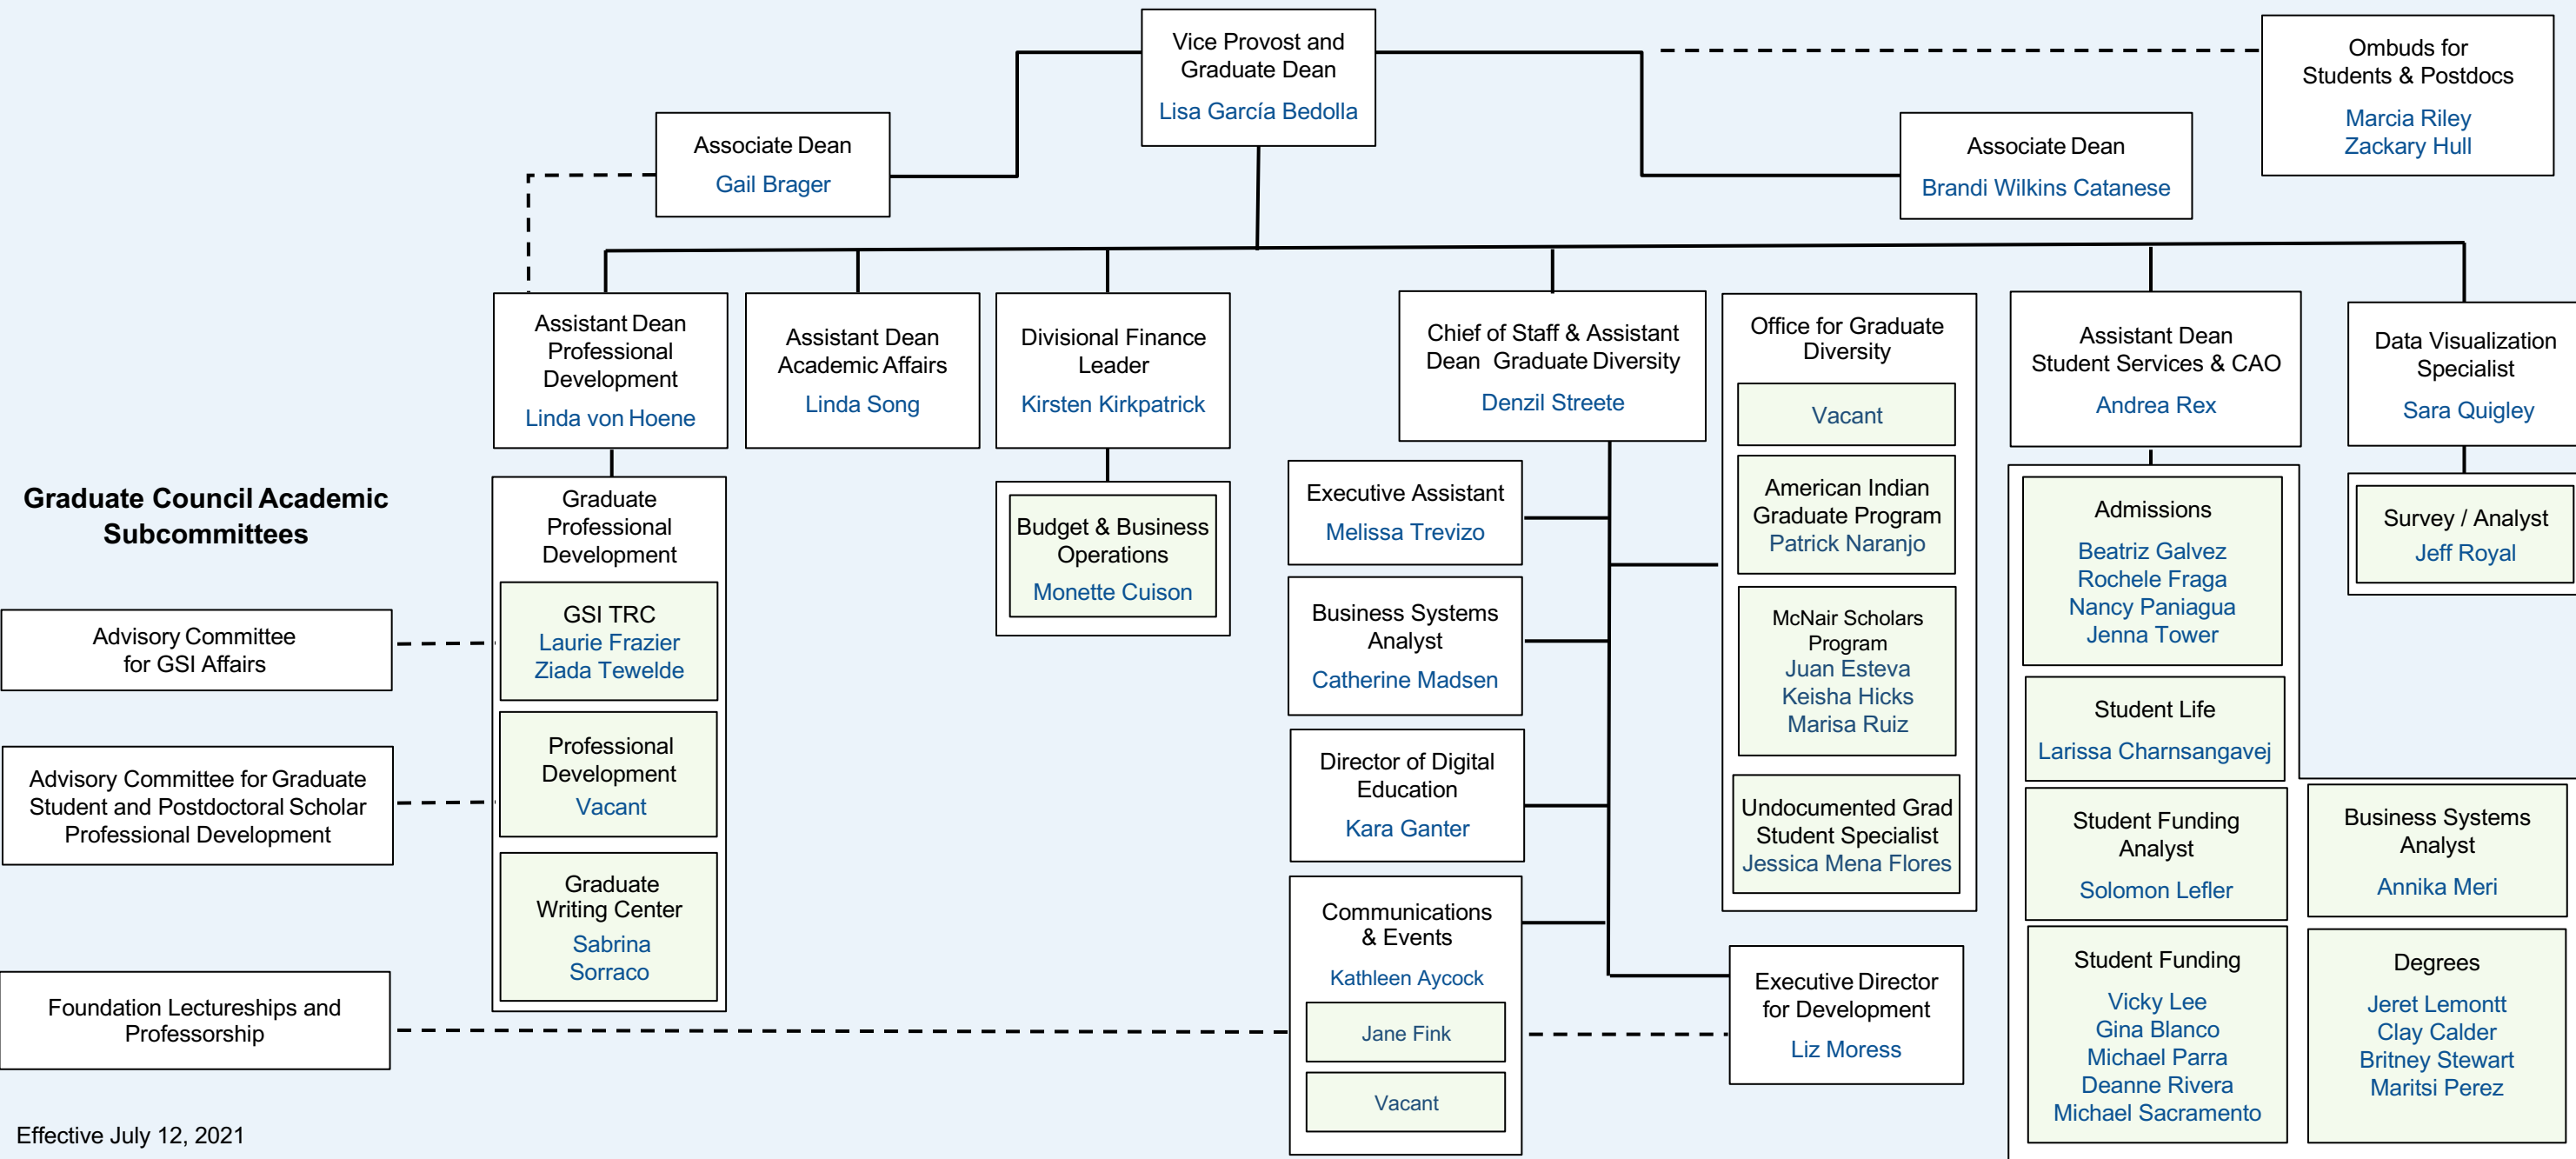 Vice Provost and
Graduate Dean
Lisa García Bedolla
Ombuds for
Students & Postdocs
Marcia Riley
Zackary Hull
Associate Dean
Gail Brager
Associate Dean
Brandi Wilkins Catanese
Assistant Dean
Professional
Development
Linda von Hoene
Assistant Dean
Academic Affairs
Linda Song
Divisional Finance
Leader
Kirsten Kirkpatrick
Chief of Staff & Assistant
Dean Graduate Diversity
Denzil Streete
Office for Graduate
Diversity
Vacant
American Indian
Graduate Program
Patrick Naranjo
McNair Scholars
Program
Juan Esteva
Keisha Hicks
Marisa Ruiz
Undocumented Grad
Student Specialist
Jessica Mena Flores
Assistant Dean
Student Services & CAO
Andrea Rex
Data Visualization
Specialist
Sara Quigley
Graduate Council Academic
Subcommittees
Advisory Committee
for GSI Affairs
Advisory Committee for Graduate
Student and Postdoctoral Scholar
Professional Development
Foundation Lectureships and
Professorship
Graduate
Professional
Development
GSI TRC
Laurie Frazier
Ziada Tewelde
Professional
Development
Vacant
Graduate
Writing Center
Sabrina
Sorraco
Budget & Business
Operations
Monette Cuison
Executive Assistant
Melissa Trevizo
Business Systems
Analyst
Catherine Madsen
Director of Digital
Education
Kara Ganter
Communications
& Events
Kathleen Aycock
Jane Fink
Vacant
Executive Director
for Development
Liz Moress
Admissions
Beatriz Galvez
Rochele Fraga
Nancy Paniagua
Jenna Tower
Student Life
Larissa Charnsangavej
Student Funding
Analyst
Solomon Lefler
Student Funding
Vicky Lee
Gina Blanco
Michael Parra
Deanne Rivera
Michael Sacramento
Survey / Analyst
Jeff Royal
Business Systems
Analyst
Annika Meri
Degrees
Jeret Lemontt
Clay Calder
Britney Stewart
Maritsi Perez
Effective July 12, 2021